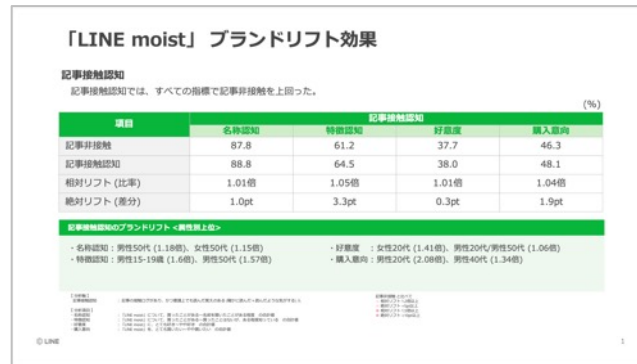 「LINE moist」 ブランドリフト効果
記事接触認知
記事接触認知では、すべての指標で記事非接触を上回った。
(%)
項目 記事接触認知
名称認知 特徴認知 好意度 購入意向
記事非接触 87.8 61.2 37.7 46.3
記事接触認知 88.8 64.5 38.0 48.1
相対リフト (比率) 1.01倍 1.05倍 1.01倍 1.04倍
絶対リフト (差分) 1.0pt 3.3pt 0.3pt 1.9pt
記事接触認知のブランドリフト <属性別上位>
・名称認知：男性50代 (1.18倍)、女性50代 (1.15倍)
・特徴認知：男性15-19歳 (1.6倍)、男性50代 (1.57倍)
・好意度 ：女性20代 (1.41倍)、男性20代/男性50代 (1.06倍)
・購入意向：男性20代 (2.08倍)、男性40代 (1.34倍)
© LINE
1